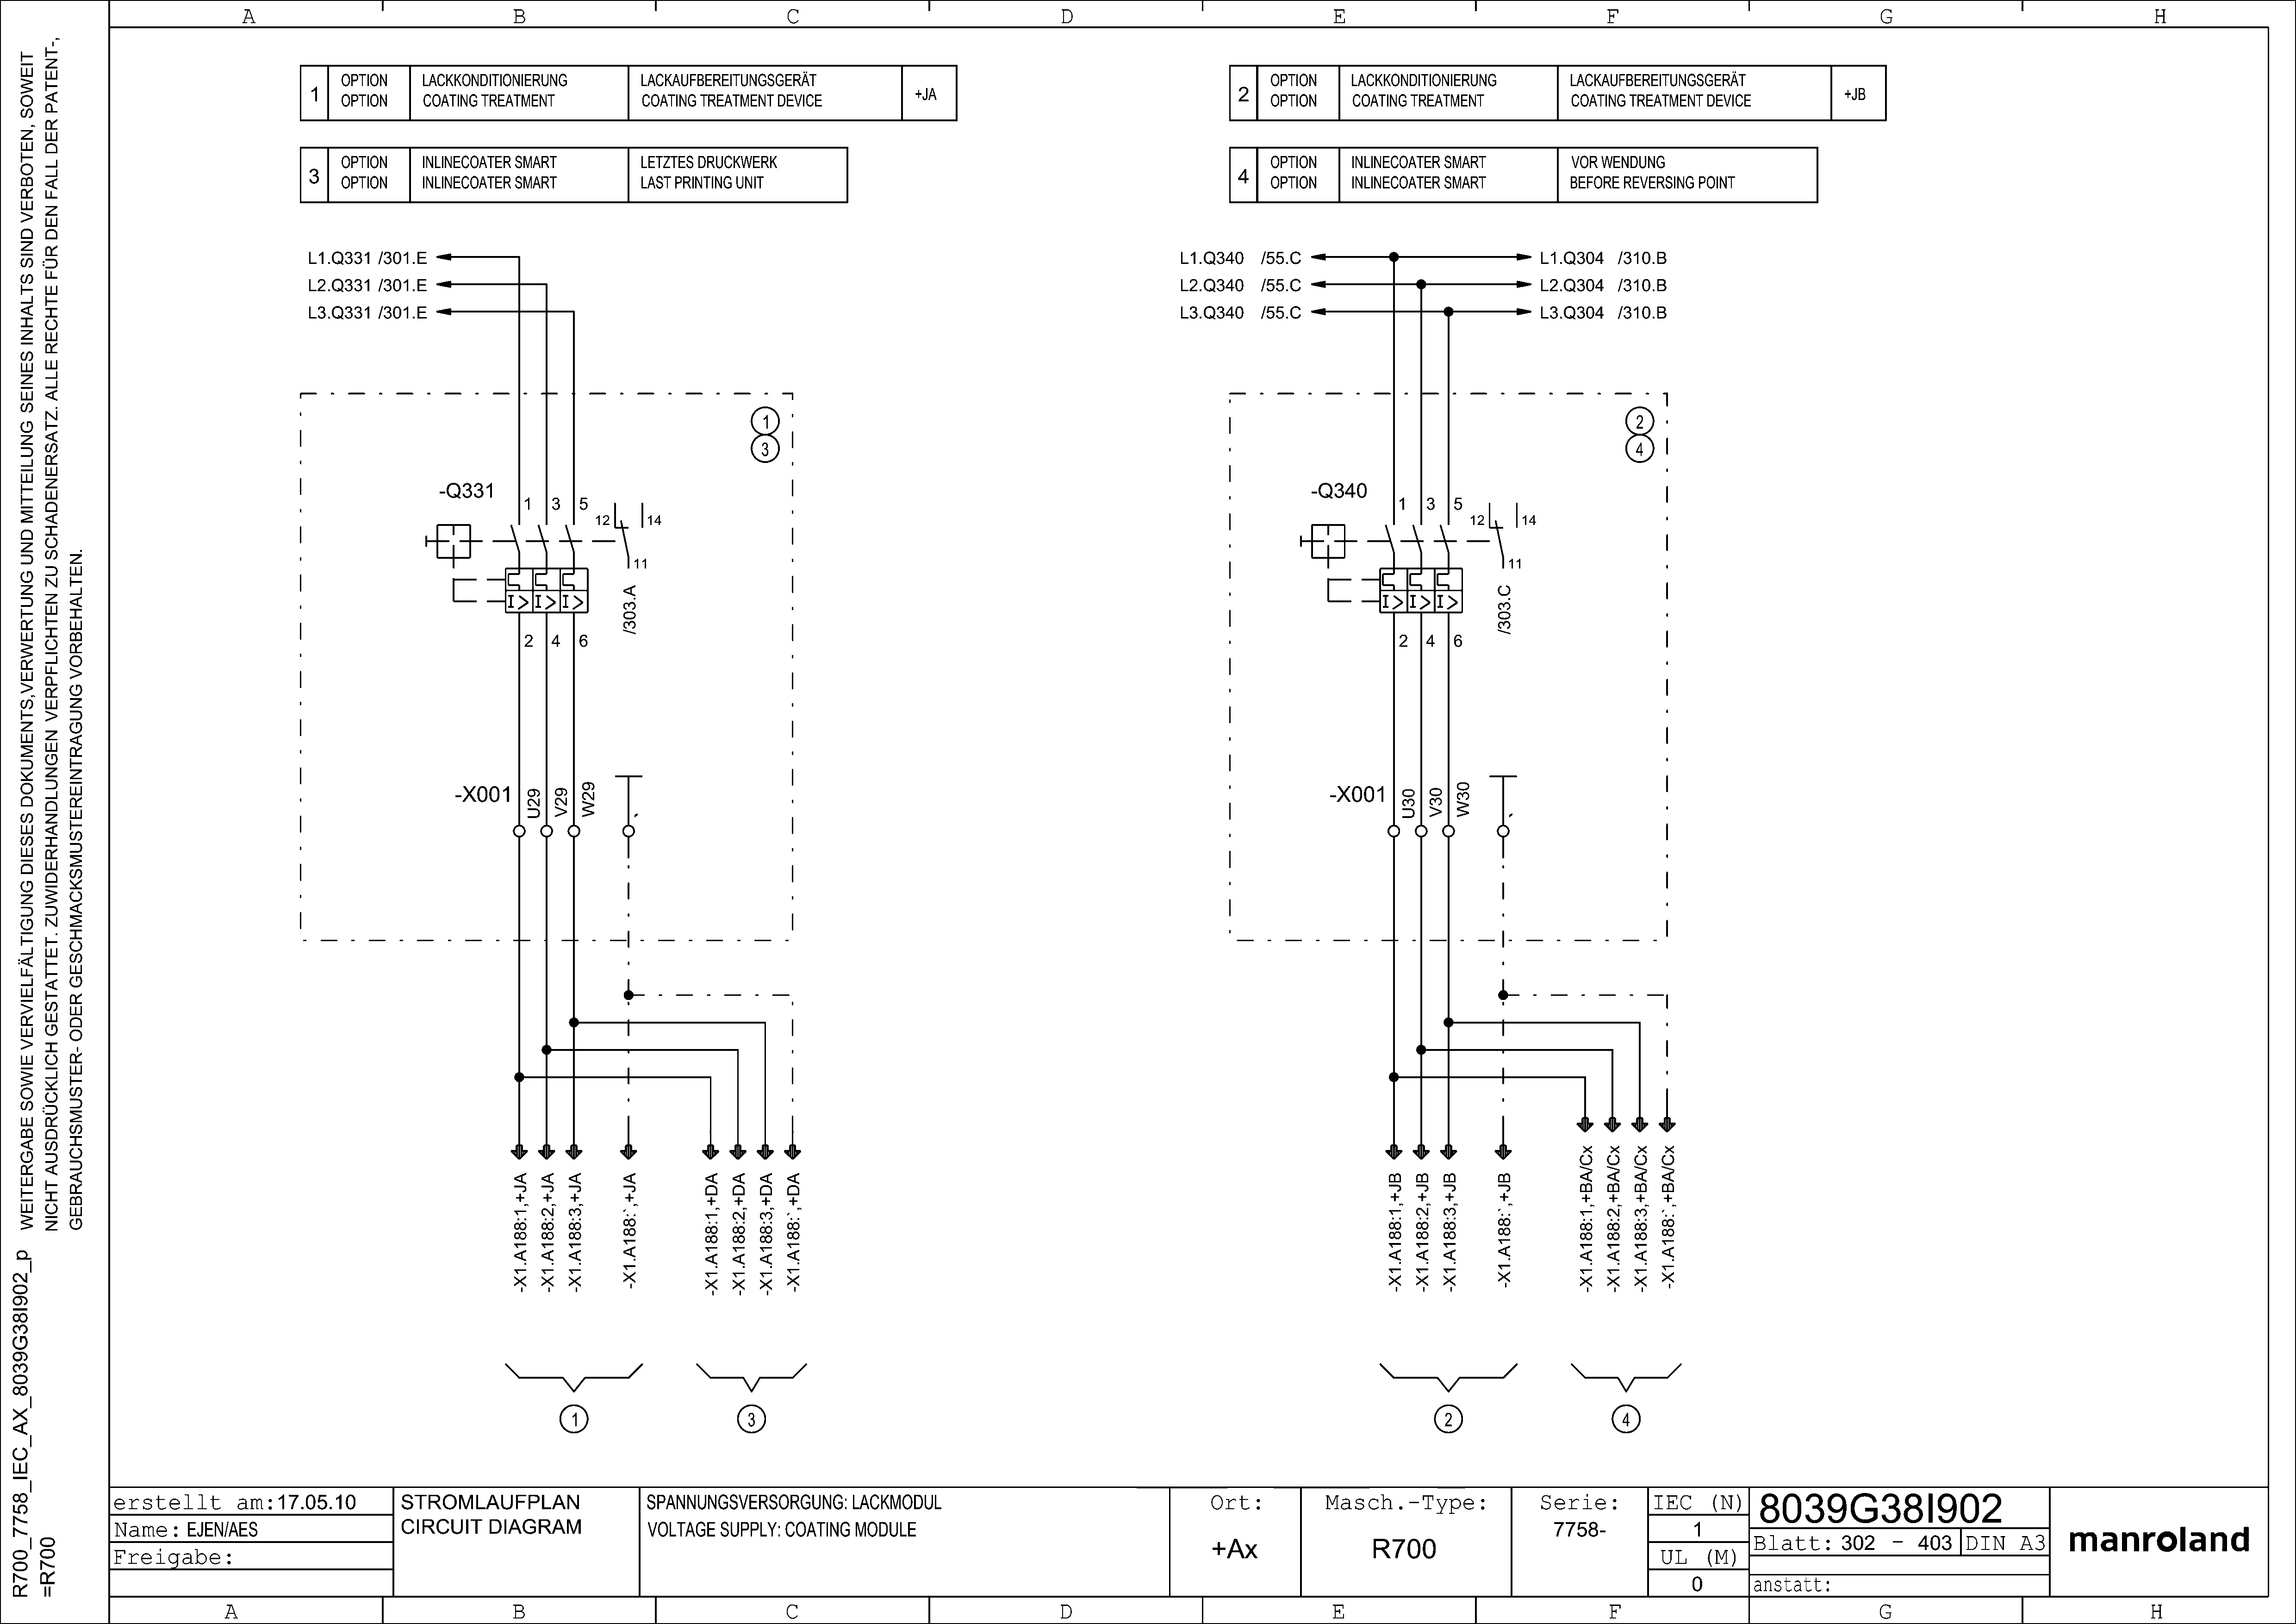 A B C D E F G H
WEITERGABE SOWIE VERVIELFÄLTIGUNG DIESES DOKUMENTS,VERWERTUNG UND MITTEILUNG SEINES INHALTS SIND VERBOTEN, SOWEIT
NICHT AUSDRÜCKLICH GESTATTET. ZUWIDERHANDLUNGEN VERPFLICHTEN ZU SCHADENERSATZ. ALLE RECHTE FÜR DEN FALL DER PATENT-,
GEBRAUCHSMUSTER- ODER GESCHMACKSMUSTEREINTRAGUNG VORBEHALTEN.
R700_7758_IEC_AX_8039G38I902_p
=R700
1 OPTION LACKKONDITIONIERUNG LACKAUFBEREITUNGSGERÄT +JA
OPTION COATING TREATMENT COATING TREATMENT DEVICE
2 OPTION LACKKONDITIONIERUNG LACKAUFBEREITUNGSGERÄT +JB
OPTION COATING TREATMENT COATING TREATMENT DEVICE
3 OPTION INLINECOATER SMART LETZTES DRUCKWERK
OPTION INLINECOATER SMART LAST PRINTING UNIT
4 OPTION INLINECOATER SMART VOR WENDUNG
OPTION INLINECOATER SMART BEFORE REVERSING POINT
L1.Q331 /301.E
L2.Q331 /301.E
L3.Q331 /301.E
L1.Q340 /55.C L1.Q304 /310.B
L2.Q340 /55.C L2.Q304 /310.B
L3.Q340 /55.C L3.Q304 /310.B
1
3
2
4
-Q331 1 3 5 12 14
11
I> I> I>
/303.A
2 4 6
-Q340 1 3 5 12 14
11
I> I> I>
/303.C
2 4 6
-X001 U29 V29 W29
-X001 U30 V30 W30
-X1.A188:1,+JA
-X1.A188:2,+JA
-X1.A188:3,+JA
-X1.A188:`,+JA
-X1.A188:1,+DA
-X1.A188:2,+DA
-X1.A188:3,+DA
-X1.A188:`,+DA
-X1.A188:1,+JB
-X1.A188:2,+JB
-X1.A188:3,+JB
-X1.A188:`,+JB
-X1.A188:1,+BA/Cx
-X1.A188:2,+BA/Cx
-X1.A188:3,+BA/Cx
-X1.A188:`,+BA/Cx
1 3 2 4
erstellt am:17.05.10
Name: EJEN/AES
Freigabe:
STROMLAUFPLAN
CIRCUIT DIAGRAM
SPANNUNGSVERSORGUNG: LACKMODUL
VOLTAGE SUPPLY: COATING MODULE
Ort:
+Ax
Masch.-Type:
R700
Serie:
7758-
IEC (N)
1
UL (M)
0
8039G38I902
Blatt: 302 - 403 DIN A3
anstatt:
manroland
A B C D E F G H